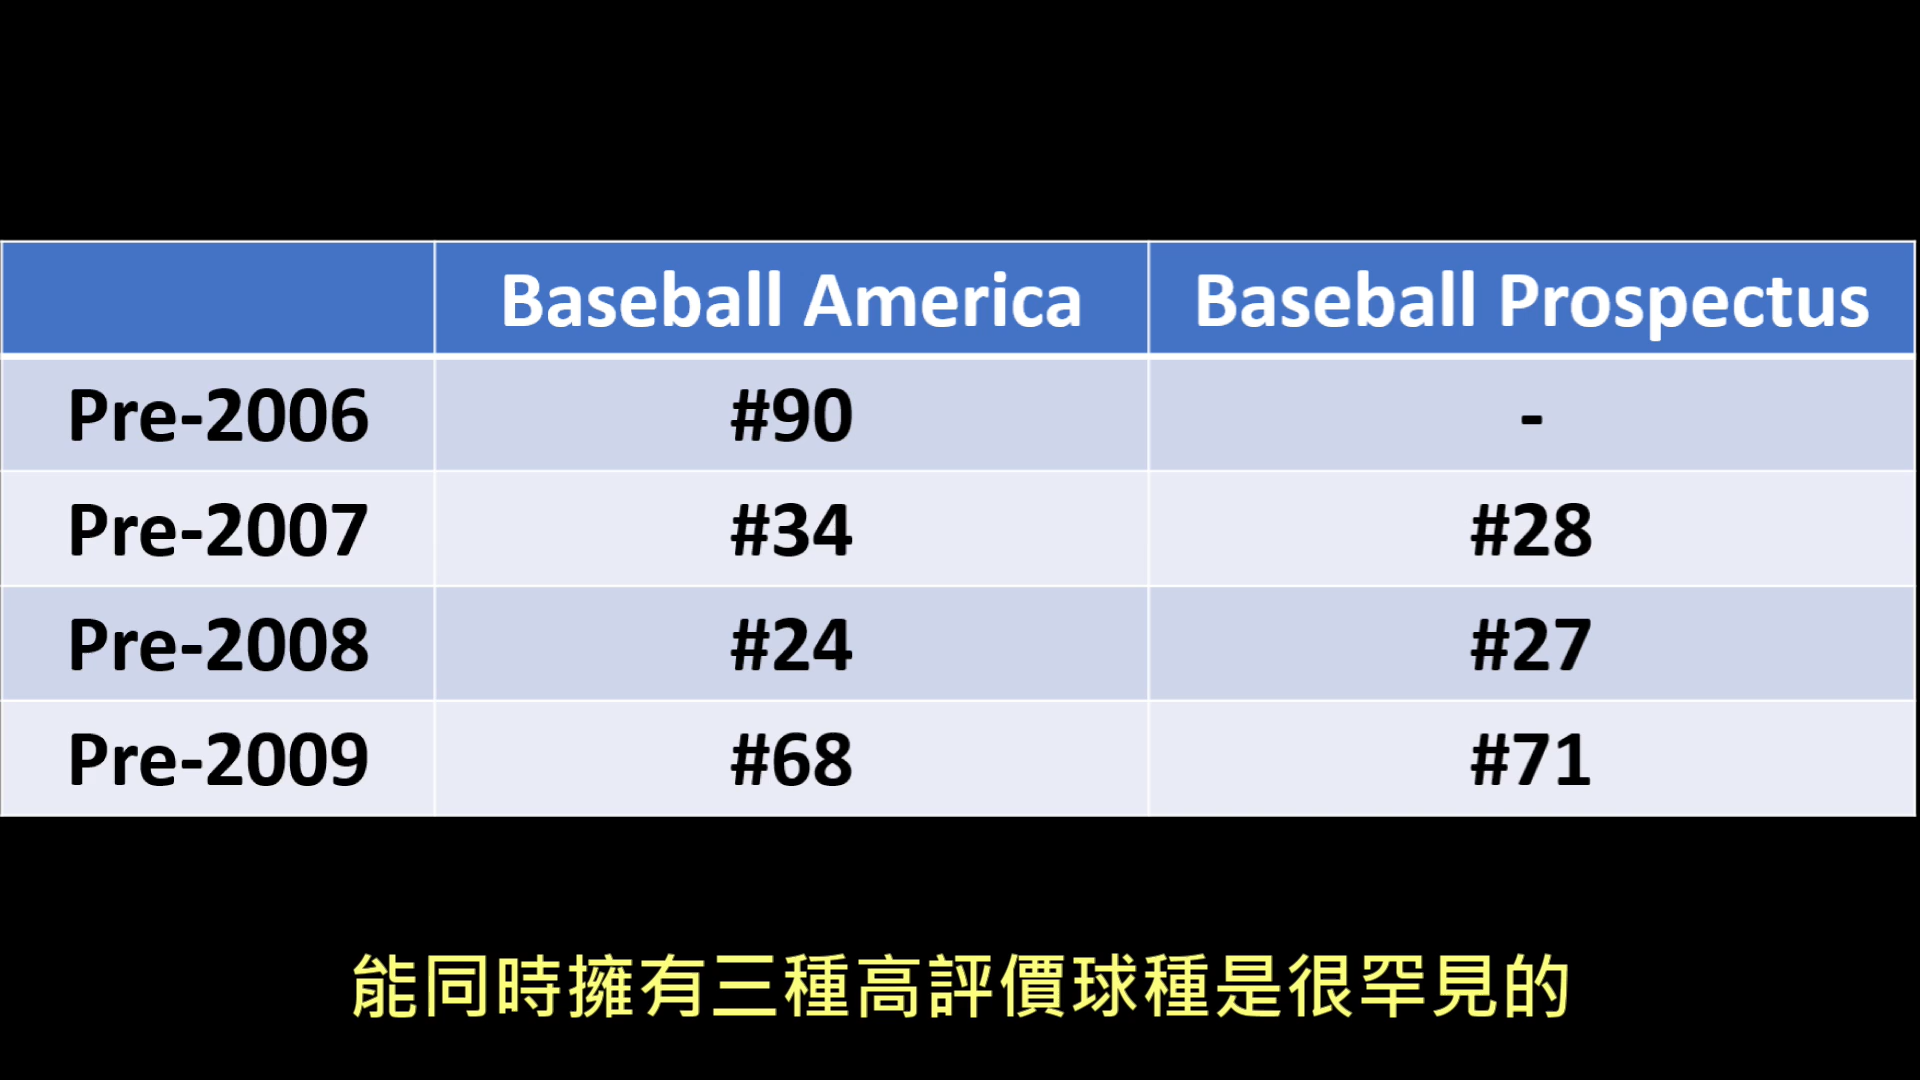 Baseball America Baseball Prospectus
Pre-2006 #90 -
Pre-2007 #34 #28
Pre-2008 #24 #27
Pre-2009 #68 #71
能同時擁有三種高評價球種是很罕見的